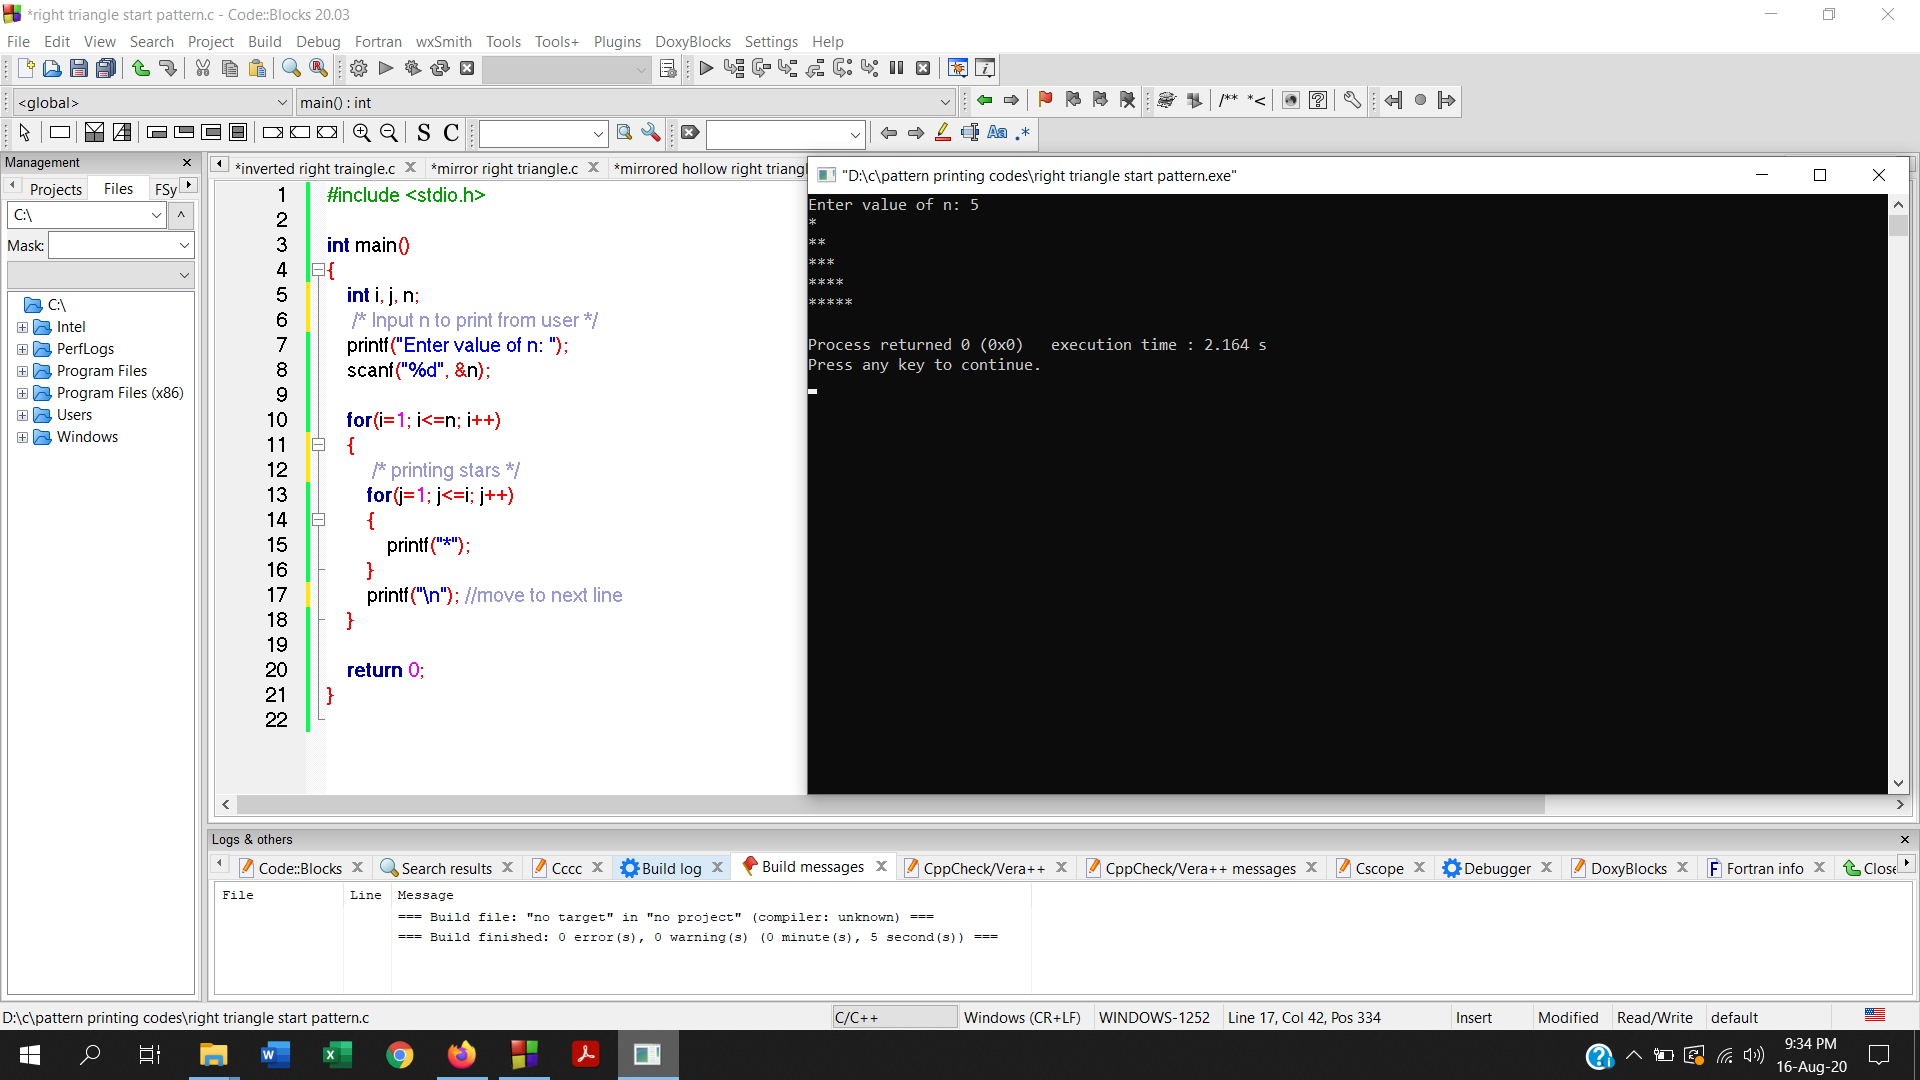 *right triangle start pattern.c - Code::Blocks 20.03
File Edit View Search Project Build Debug Fortran wxSmith Tools Tools+ Plugins DoxyBlocks Settings Help
<global> main() : int
/** *<
S C Aa .*
Management
Projects Files FSy
C:\
Mask:
C:\
Intel
PerfLogs
Program Files
Program Files (x86)
Users
Windows
*inverted right traingle.c *mirror right triangle.c *mirrored hollow right triangl
1 #include <stdio.h>
2
3 int main()
4 {
5 int i, j, n;
6 /* Input n to print from user */
7 printf("Enter value of n: ");
8 scanf("%d", &n);
9
10 for(i=1; i<=n; i++)
11 {
12 /* printing stars */
13 for(j=1; j<=i; j++)
14 {
15 printf("*");
16 }
17 printf("\n"); //move to next line
18 }
19
20 return 0;
21 }
22
"D:\c\pattern printing codes\right triangle start pattern.exe"
Enter value of n: 5
*
**
***
****
*****
Process returned 0 (0x0) execution time : 2.164 s
Press any key to continue.
Logs & others
Code::Blocks Search results Cccc Build log Build messages CppCheck/Vera++ CppCheck/Vera++ messages Cscope Debugger DoxyBlocks Fortran info Close
File Line Message
=== Build file: "no target" in "no project" (compiler: unknown) ===
=== Build finished: 0 error(s), 0 warning(s) (0 minute(s), 5 second(s)) ===
D:\c\pattern printing codes\right triangle start pattern.c C/C++ Windows (CR+LF) WINDOWS-1252 Line 17, Col 42, Pos 334 Insert Modified Read/Write default
9:34 PM
16-Aug-20